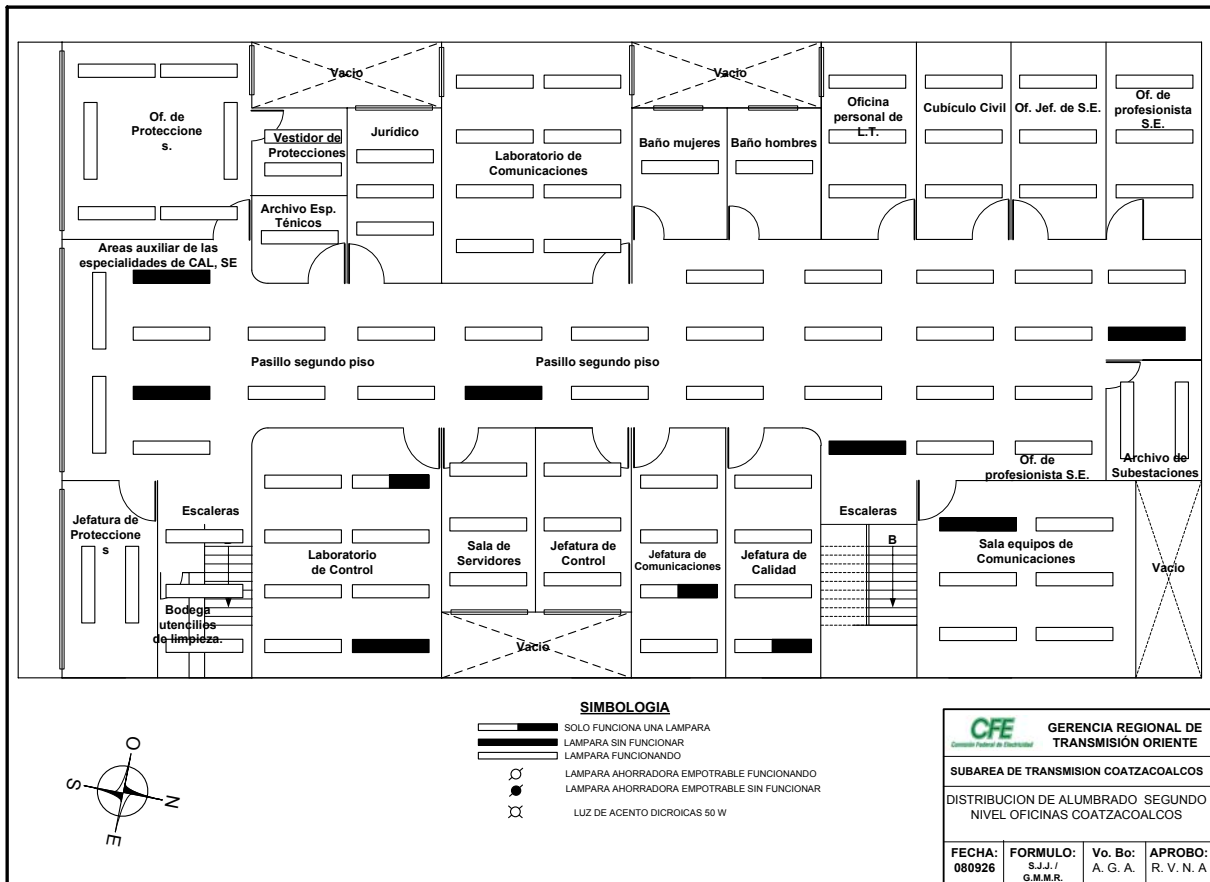 Vacio
Vacio
Of. de
Proteccione
s.
Vestidor de
Protecciones
Jurídico
Laboratorio de
Comunicaciones
Baño mujeres
Baño hombres
Oficina
personal de
L.T.
Cubículo Civil
Of. Jef. de S.E.
Of. de
profesionista
S.E.
Archivo Esp.
Ténicos
Areas auxiliar de las
especialidades de CAL, SE
Pasillo segundo piso
Pasillo segundo piso
Of. de
profesionista S.E.
Archivo de
Subestaciones
Jefatura de
Proteccione
s
Escaleras
Bodega
utencilios
de limpieza.
Laboratorio
de Control
Sala de
Servidores
Jefatura de
Control
Jefatura de
Comunicaciones
Jefatura de
Calidad
Escaleras
B
Sala equipos de
Comunicaciones
Vacio
Vacio
SIMBOLOGIA
SOLO FUNCIONA UNA LAMPARA
LAMPARA SIN FUNCIONAR
LAMPARA FUNCIONANDO
LAMPARA AHORRADORA EMPOTRABLE FUNCIONANDO
LAMPARA AHORRADORA EMPOTRABLE SIN FUNCIONAR
LUZ DE ACENTO DICROICAS 50 W
O
S
N
E
CFE
Comisión Federal de Electricidad
GERENCIA REGIONAL DE
TRANSMISIÓN ORIENTE
SUBAREA DE TRANSMISION COATZACOALCOS
DISTRIBUCION DE ALUMBRADO SEGUNDO
NIVEL OFICINAS COATZACOALCOS
FECHA:
080926
FORMULO:
S.J.J. /
G.M.M.R.
Vo. Bo:
A. G. A.
APROBO:
R. V. N. A